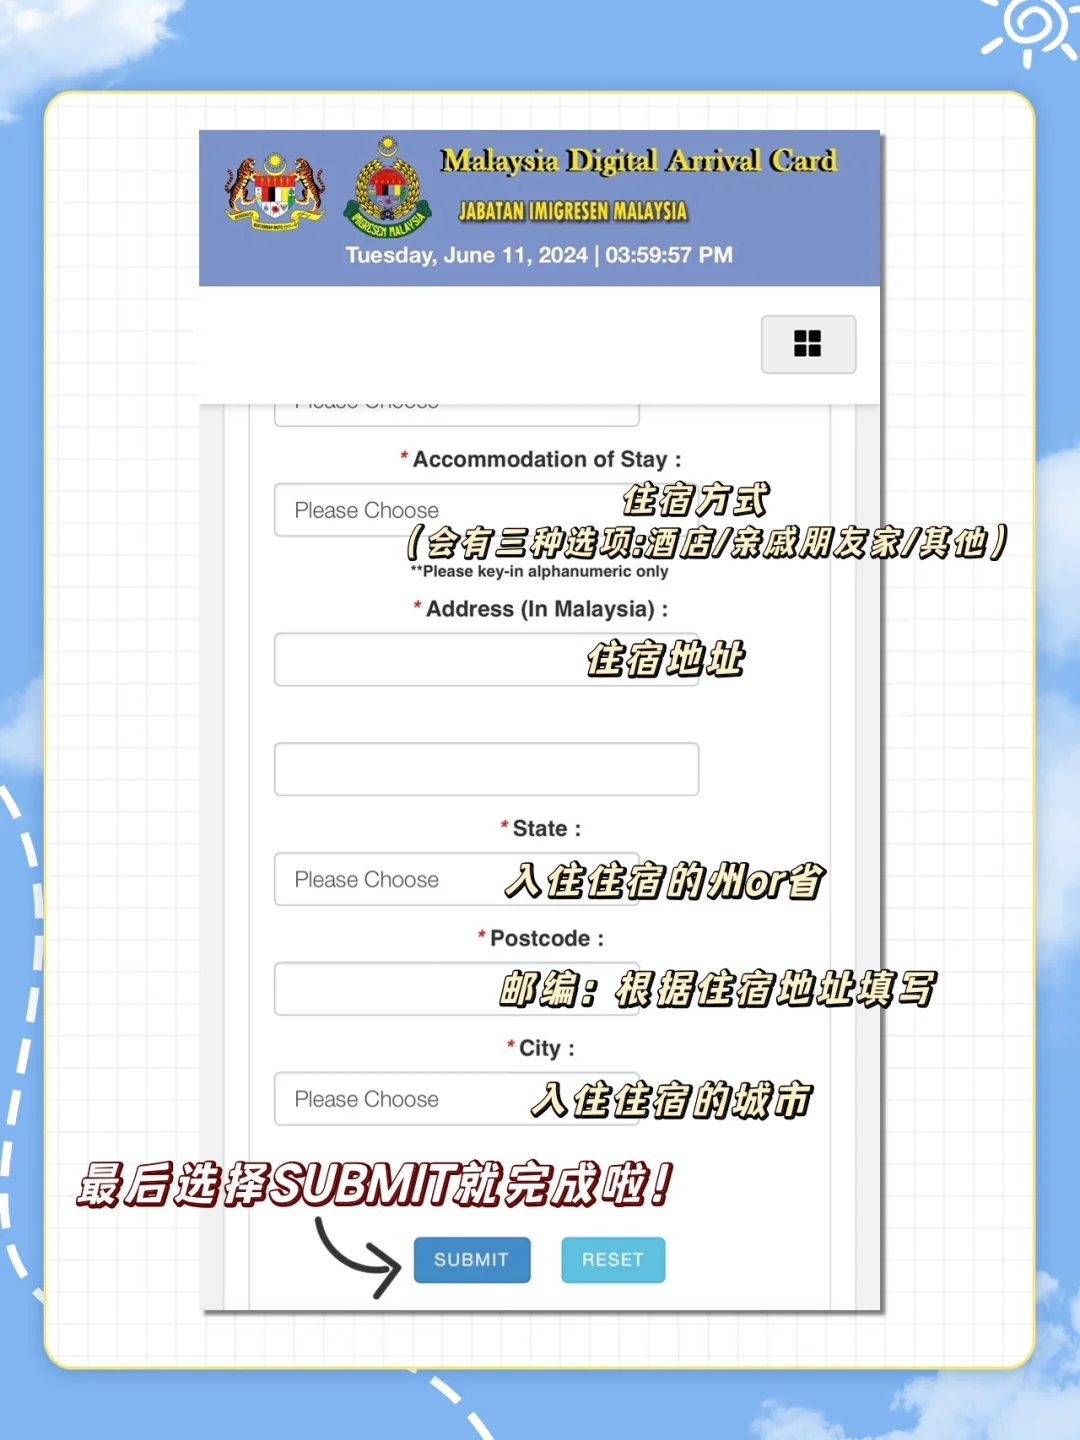 Malaysia Digital Arrival Card
JABATAN IMIGRESEN MALAYSIA
IMIGRESEN MALAYSIA
Tuesday, June 11, 2024 | 03:59:57 PM
Please Choose
* Accommodation of Stay :
Please Choose
住宿方式
（会有三种选项:酒店/亲戚朋友家/其他）
**Please key-in alphanumeric only
* Address (In Malaysia) :
住宿地址
* State :
Please Choose
入住住宿的州or省
* Postcode :
邮编：根据住宿地址填写
* City :
Please Choose
入住住宿的城市
最后选择SUBMIT就完成啦！
SUBMIT
RESET